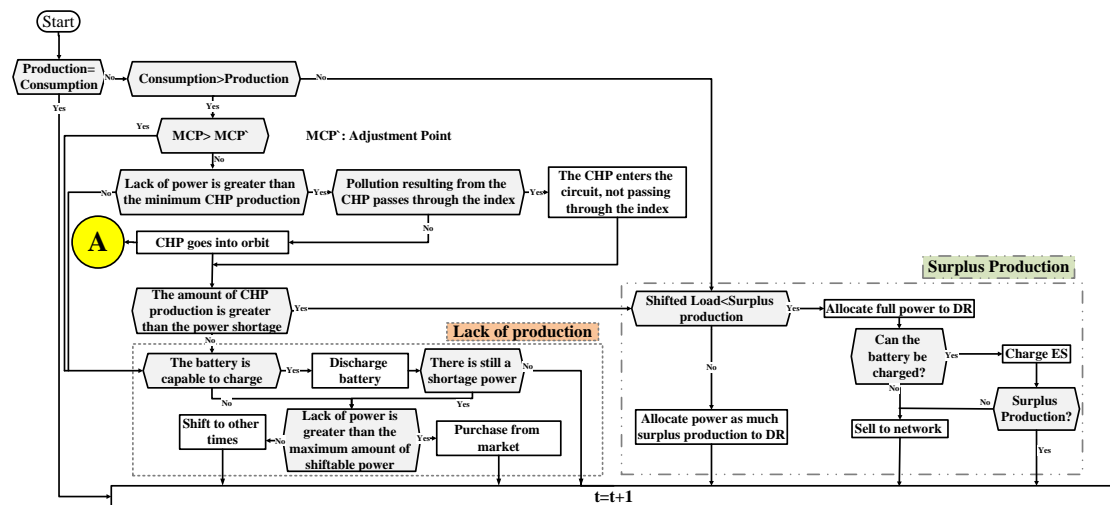 Start
Production=
Consumption
No
Consumption>Production
No
Yes
Yes
Yes
MCP> MCP`
MCP`: Adjustment Point
No
No
Lack of power is greater than
the minimum CHP production
Yes
Pollution resulting from the
CHP passes through the index
Yes
The CHP enters the
circuit, not passing
through the index
No
A
CHP goes into orbit
Surplus Production
The amount of CHP
production is greater
than the power shortage
Yes
Shifted Load<Surplus
production
Yes
Allocate full power to DR
No
Lack of production
The battery is
capable to charge
Yes
Discharge
battery
There is still a
shortage power
No
Can the
battery be
charged?
Yes
Charge ES
No
No
No
Yes
No
Surplus
Production?
Shift to other
times
No
Lack of power is
greater than the
maximum amount of
shiftable power
Yes
Purchase from
market
Allocate power as much
surplus production to DR
Sell to network
Yes
t=t+1